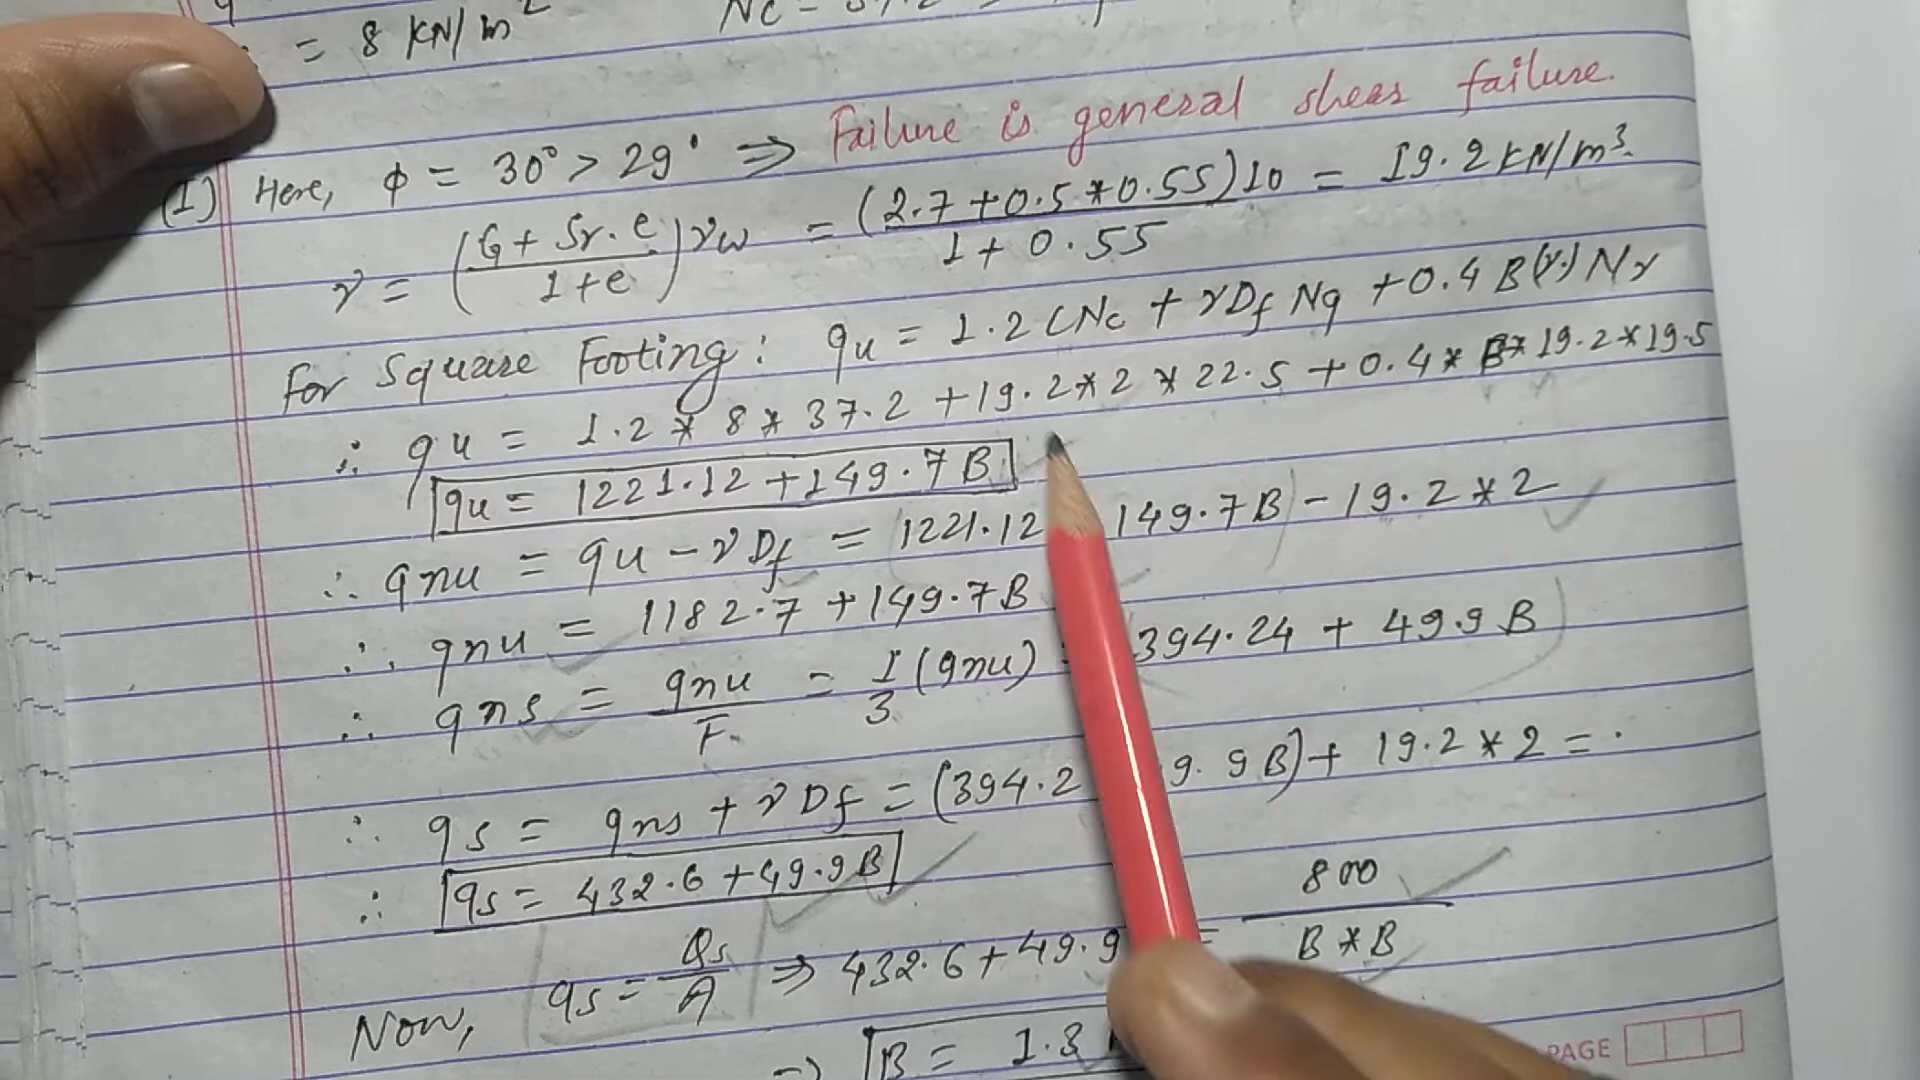 = 8 KN/m²
(I) Here, φ = 30° > 29° ⇒ Failure is general shear failure.
γ = (G + Sr.e / 1+e) γw = (2.7 + 0.5 * 0.55)10 / 1 + 0.55 = 19.2 KN/m³.
For Square Footing: qu = 1.2 CNc + γDf Nq + 0.4 B(γ) Nγ
∴ qu = 1.2 * 8 * 37.2 + 19.2 * 2 * 22.5 + 0.4 * B * 19.2 * 19.5
qu = 1221.12 + 149.7 B
∴ qnu = qu - γDf = (1221.12 149.7B) - 19.2 * 2
∴ qnu = 1182.7 + 149.7B
∴ qns = qnu / F = 1/3 (qnu) 394.24 + 49.9 B
∴ qs = qns + γDf = (394.2 9.9B) + 19.2 * 2 =
∴ qs = 432.6 + 49.9B
Now, qs = Qs / A ⇒ 432.6 + 49.9 = 800 / B * B
⇒ B = 1.3
PAGE